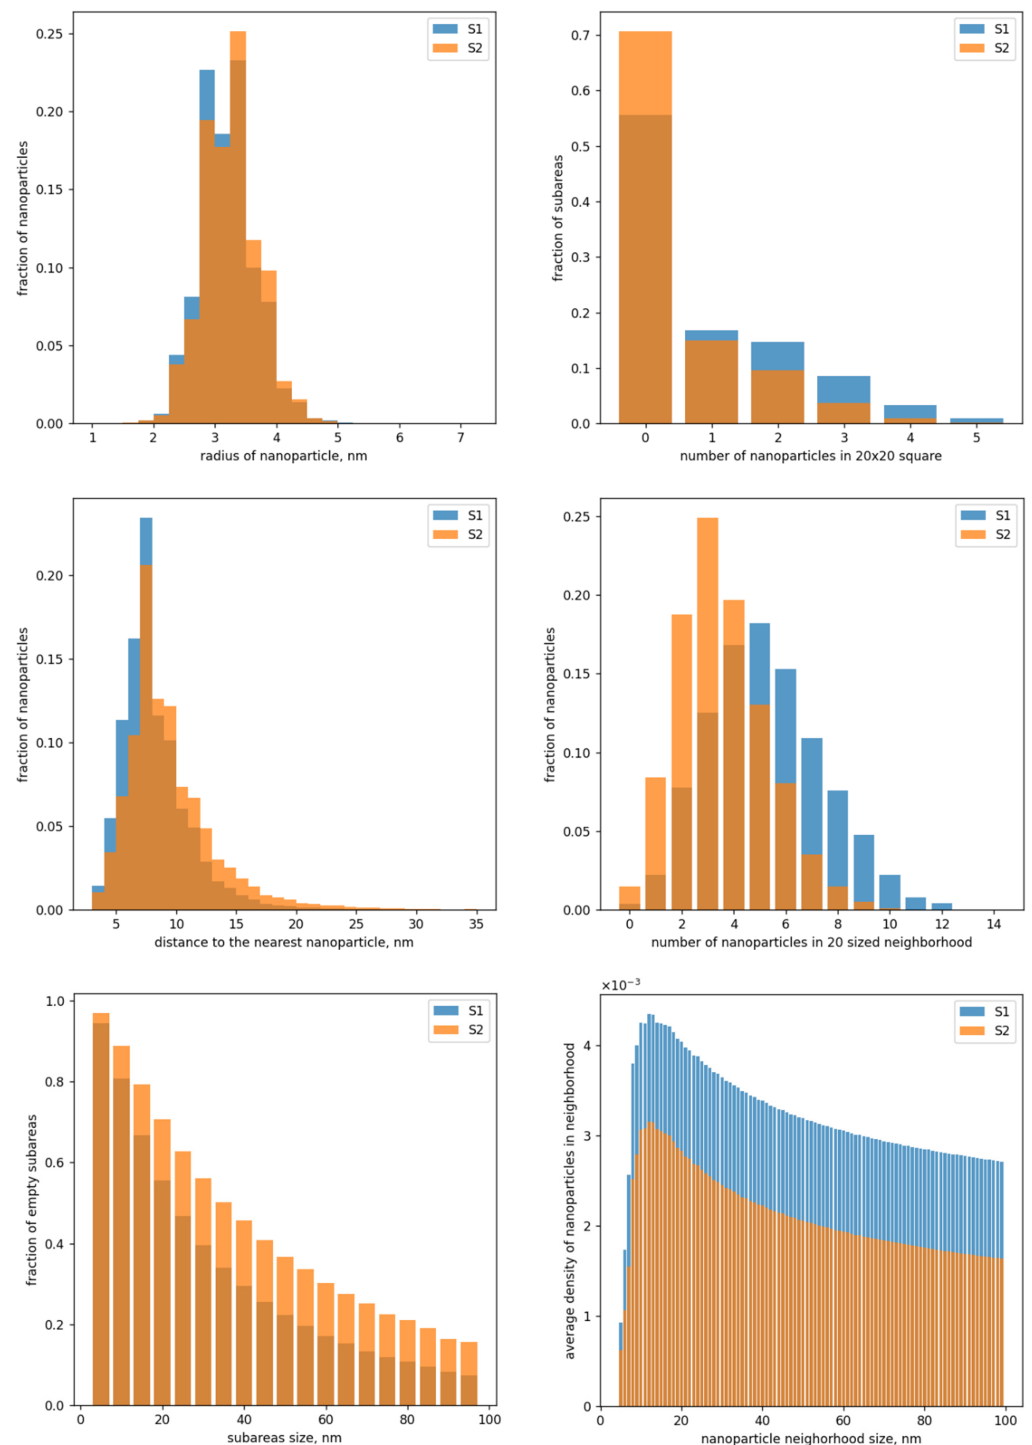 S1
S2
0.25
0.20
0.15
0.10
0.05
0.00
fraction of nanoparticles
1 2 3 4 5 6 7
radius of nanoparticle, nm
S1
S2
0.7
0.6
0.5
0.4
0.3
0.2
0.1
0.0
fraction of subareas
0 1 2 3 4 5
number of nanoparticles in 20x20 square
S1
S2
0.20
0.15
0.10
0.05
0.00
fraction of nanoparticles
5 10 15 20 25 30 35
distance to the nearest nanoparticle, nm
S1
S2
0.25
0.20
0.15
0.10
0.05
0.00
fraction of nanoparticles
0 2 4 6 8 10 12 14
number of nanoparticles in 20 sized neighborhood
S1
S2
1.0
0.8
0.6
0.4
0.2
0.0
fraction of empty subareas
0 20 40 60 80 100
subareas size, nm
×10⁻³
S1
S2
4
3
2
1
0
average density of nanoparticles in neighborhood
0 20 40 60 80 100
nanoparticle neighorhood size, nm